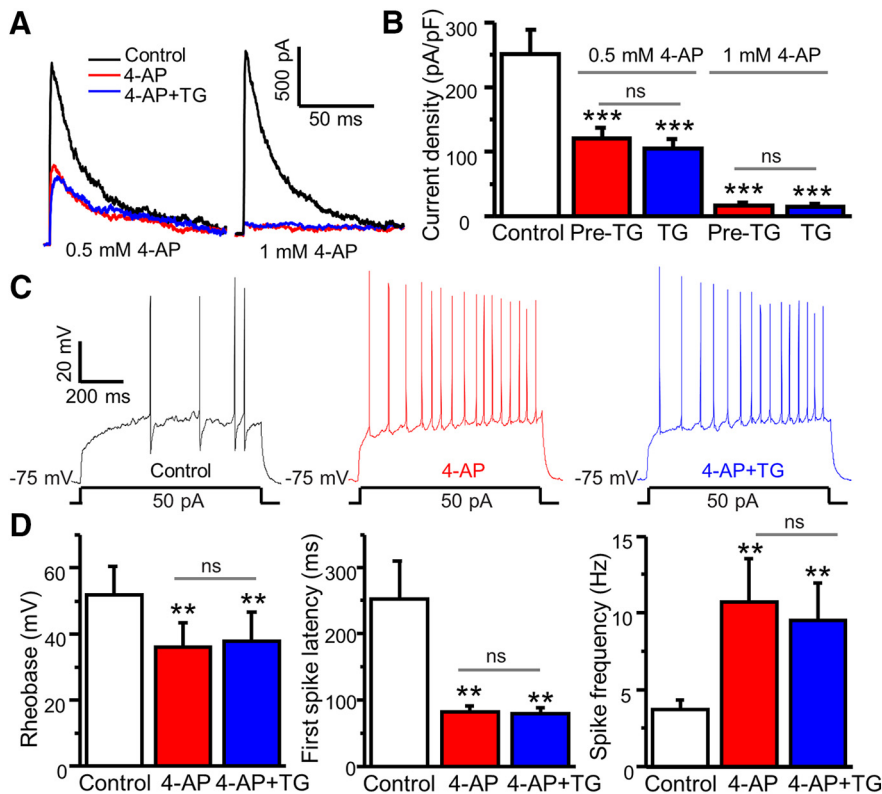 A
Control
4-AP
4-AP+TG
500 pA
50 ms
0.5 mM 4-AP
1 mM 4-AP
B
Current density (pA/pF)
300
200
100
0
0.5 mM 4-AP
1 mM 4-AP
ns
ns
***
***
***
***
Control
Pre-TG
TG
Pre-TG
TG
C
20 mV
200 ms
-75 mV
Control
50 pA
-75 mV
4-AP
50 pA
-75 mV
4-AP+TG
50 pA
D
Rheobase (mV)
60
40
20
0
ns
**
**
Control
4-AP
4-AP+TG
First spike latency (ms)
300
200
100
0
ns
**
**
Control
4-AP
4-AP+TG
Spike frequency (Hz)
15
10
5
0
ns
**
**
Control
4-AP
4-AP+TG